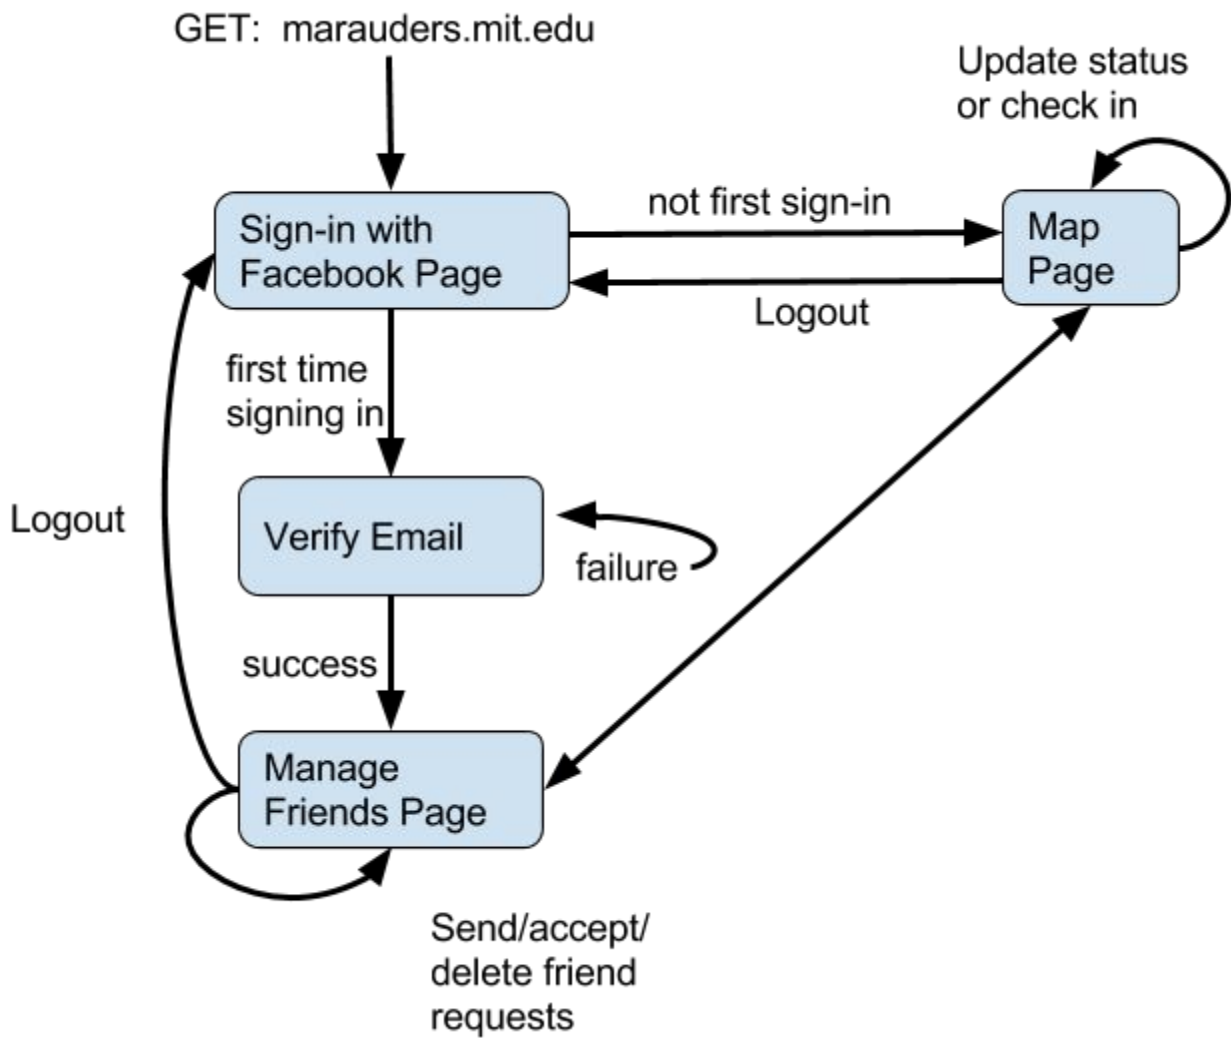 GET:  marauders.mit.edu
Update status
or check in
not first sign-in
Sign-in with
Facebook Page
Map
Page
Logout
first time
signing in
Logout
Verify Email
failure
success
Manage
Friends Page
Send/accept/
delete friend
requests